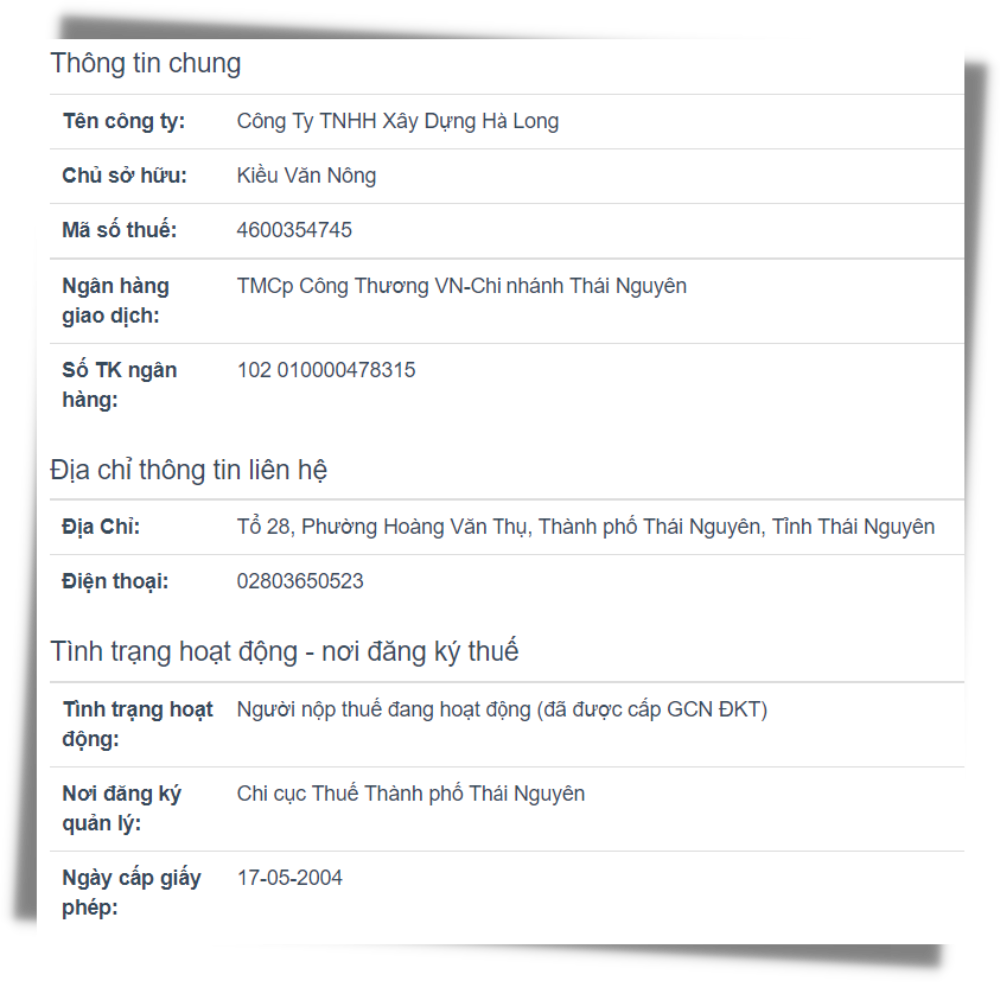 Thông tin chung
Tên công ty: Công Ty TNHH Xây Dựng Hà Long
Chủ sở hữu: Kiều Văn Nông
Mã số thuế: 4600354745
Ngân hàng TMCp Công Thương VN-Chi nhánh Thái Nguyên
giao dịch:
Số TK ngân 102 010000478315
hàng:
Địa chỉ thông tin liên hệ
Địa Chỉ: Tổ 28, Phường Hoàng Văn Thụ, Thành phố Thái Nguyên, Tỉnh Thái Nguyên
Điện thoại: 02803650523
Tình trạng hoạt động - nơi đăng ký thuế
Tình trạng hoạt Người nộp thuế đang hoạt động (đã được cấp GCN ĐKT)
động:
Nơi đăng ký Chi cục Thuế Thành phố Thái Nguyên
quản lý:
Ngày cấp giấy 17-05-2004
phép: